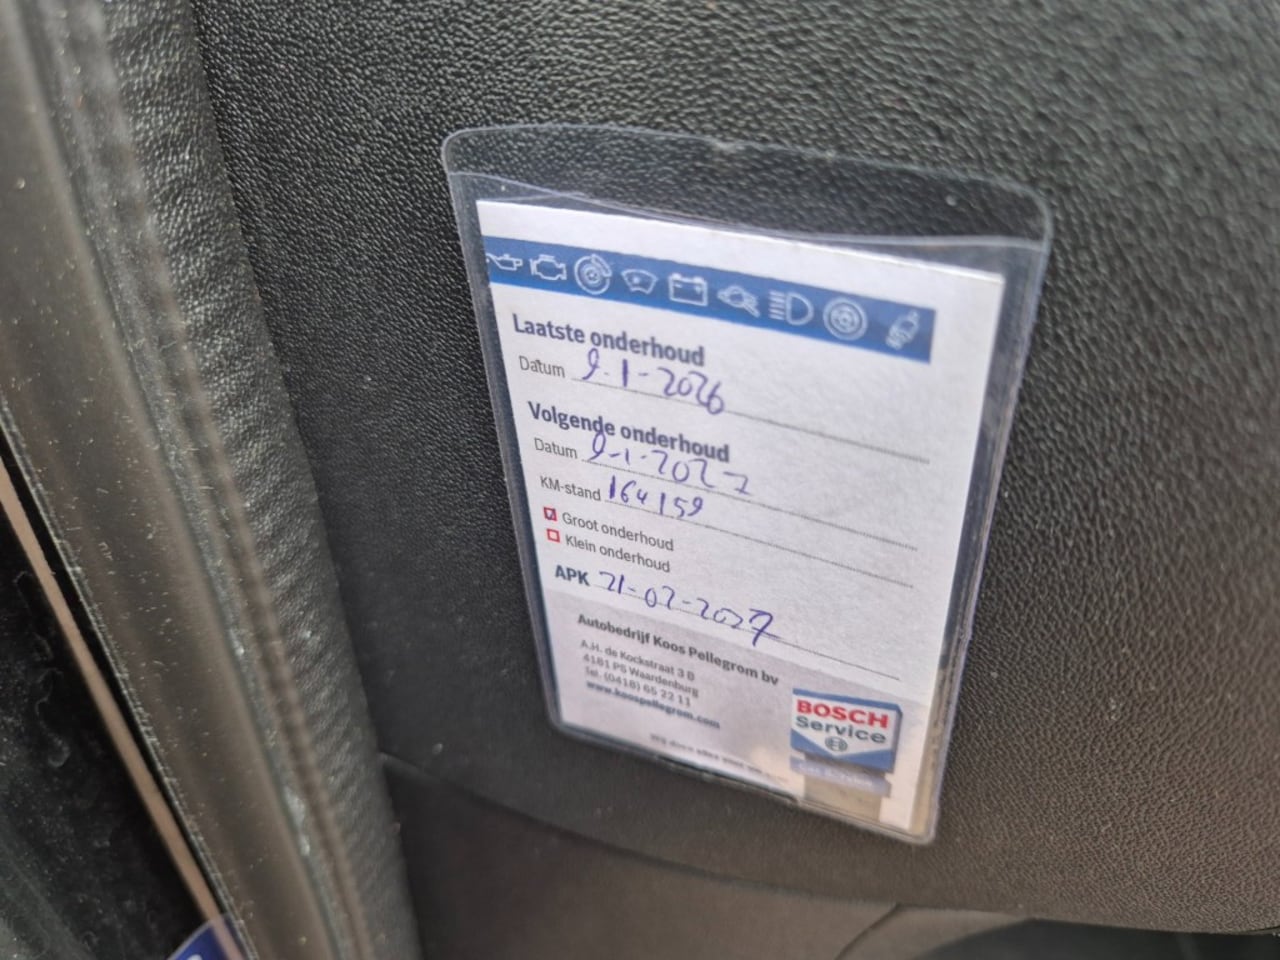 Laatste onderhoud
Datum 9-1-2026
Volgende onderhoud
Datum 9-1-2027
KM-stand 164159
Groot onderhoud
Klein onderhoud
APK 21-02-2027
Autobedrijf Koos Pellegrom bv
A.H. de Kockstraat 3 B
4181 PS Waardenburg
Tel. (0418) 65 22 11
www.koospellegrom.com
BOSCH
Service